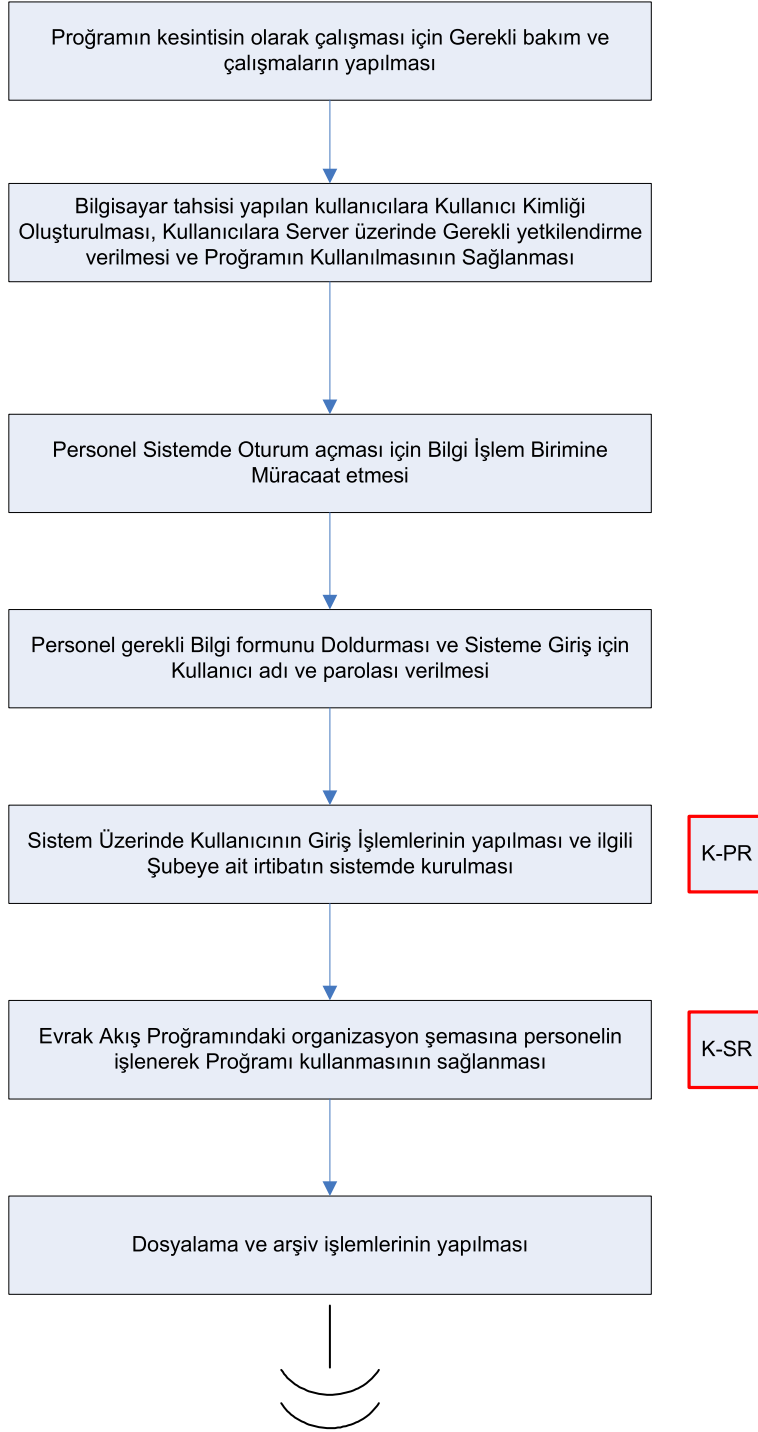 Proğramın kesintisin olarak çalışması için Gerekli bakım ve
çalışmaların yapılması
Bilgisayar tahsisi yapılan kullanıcılara Kullanıcı Kimliği
Oluşturulması, Kullanıcılara Server üzerinde Gerekli yetkilendirme
verilmesi ve Proğramın Kullanılmasının Sağlanması
Personel Sistemde Oturum açması için Bilgi İşlem Birimine
Müracaat etmesi
Personel gerekli Bilgi formunu Doldurması ve Sisteme Giriş için
Kullanıcı adı ve parolası verilmesi
Sistem Üzerinde Kullanıcının Giriş İşlemlerinin yapılması ve ilgili
Şubeye ait irtibatın sistemde kurulması
K-PR
Evrak Akış Proğramındaki organizasyon şemasına personelin
işlenerek Proğramı kullanmasının sağlanması
K-SR
Dosyalama ve arşiv işlemlerinin yapılması